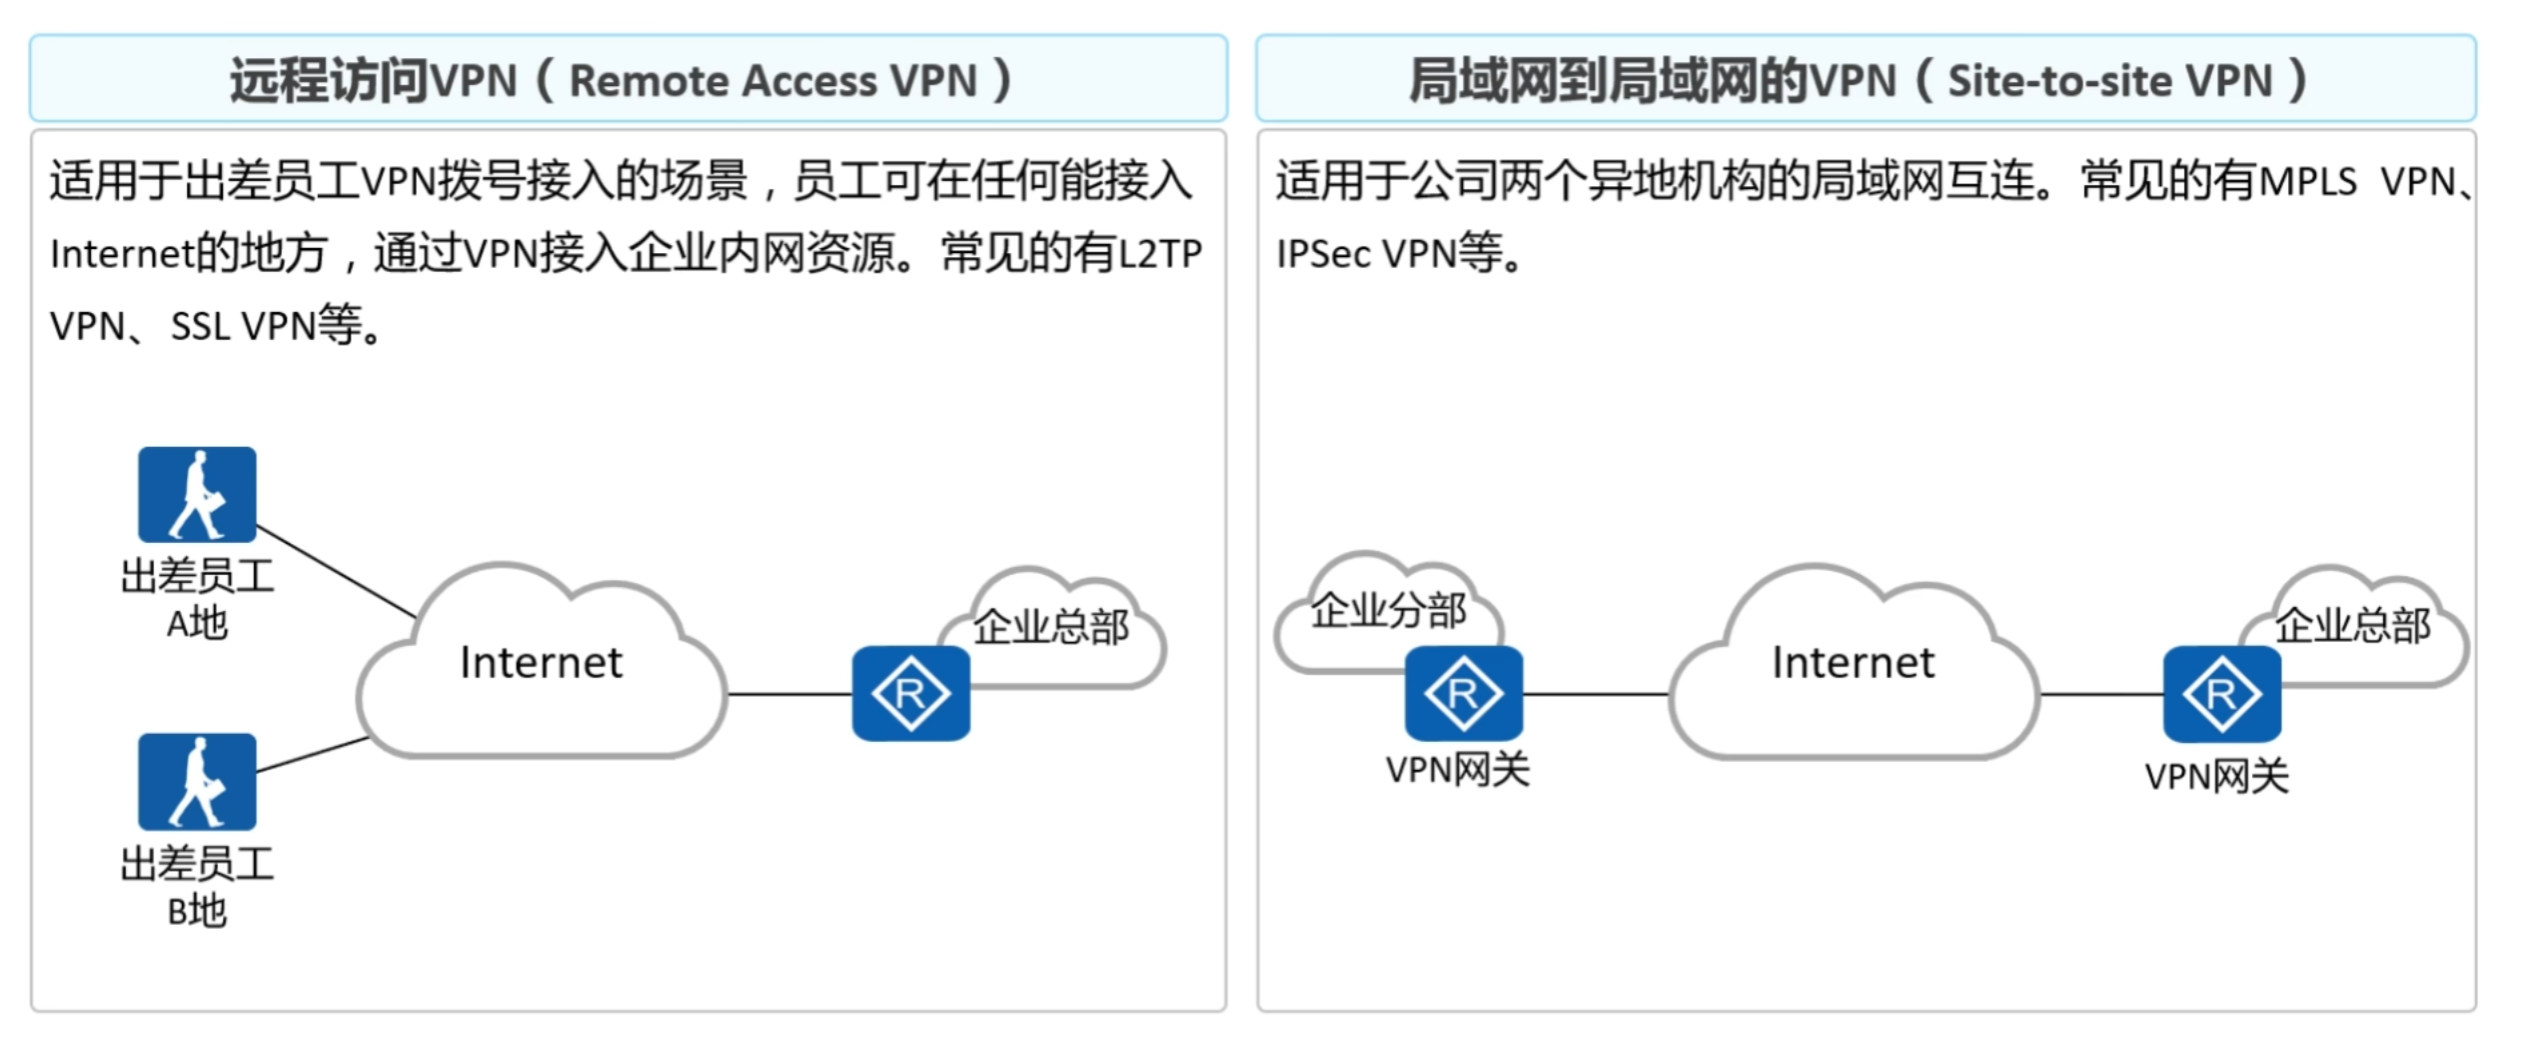 远程访问VPN（Remote Access VPN）
适用于出差员工VPN拨号接入的场景，员工可在任何能接入
Internet的地方，通过VPN接入企业内网资源。常见的有L2TP
VPN、SSL VPN等。
出差员工
A地
Internet
企业总部
R
出差员工
B地
局域网到局域网的VPN（Site-to-site VPN）
适用于公司两个异地机构的局域网互连。常见的有MPLS VPN、
IPSec VPN等。
企业分部
R
VPN网关
Internet
企业总部
R
VPN网关